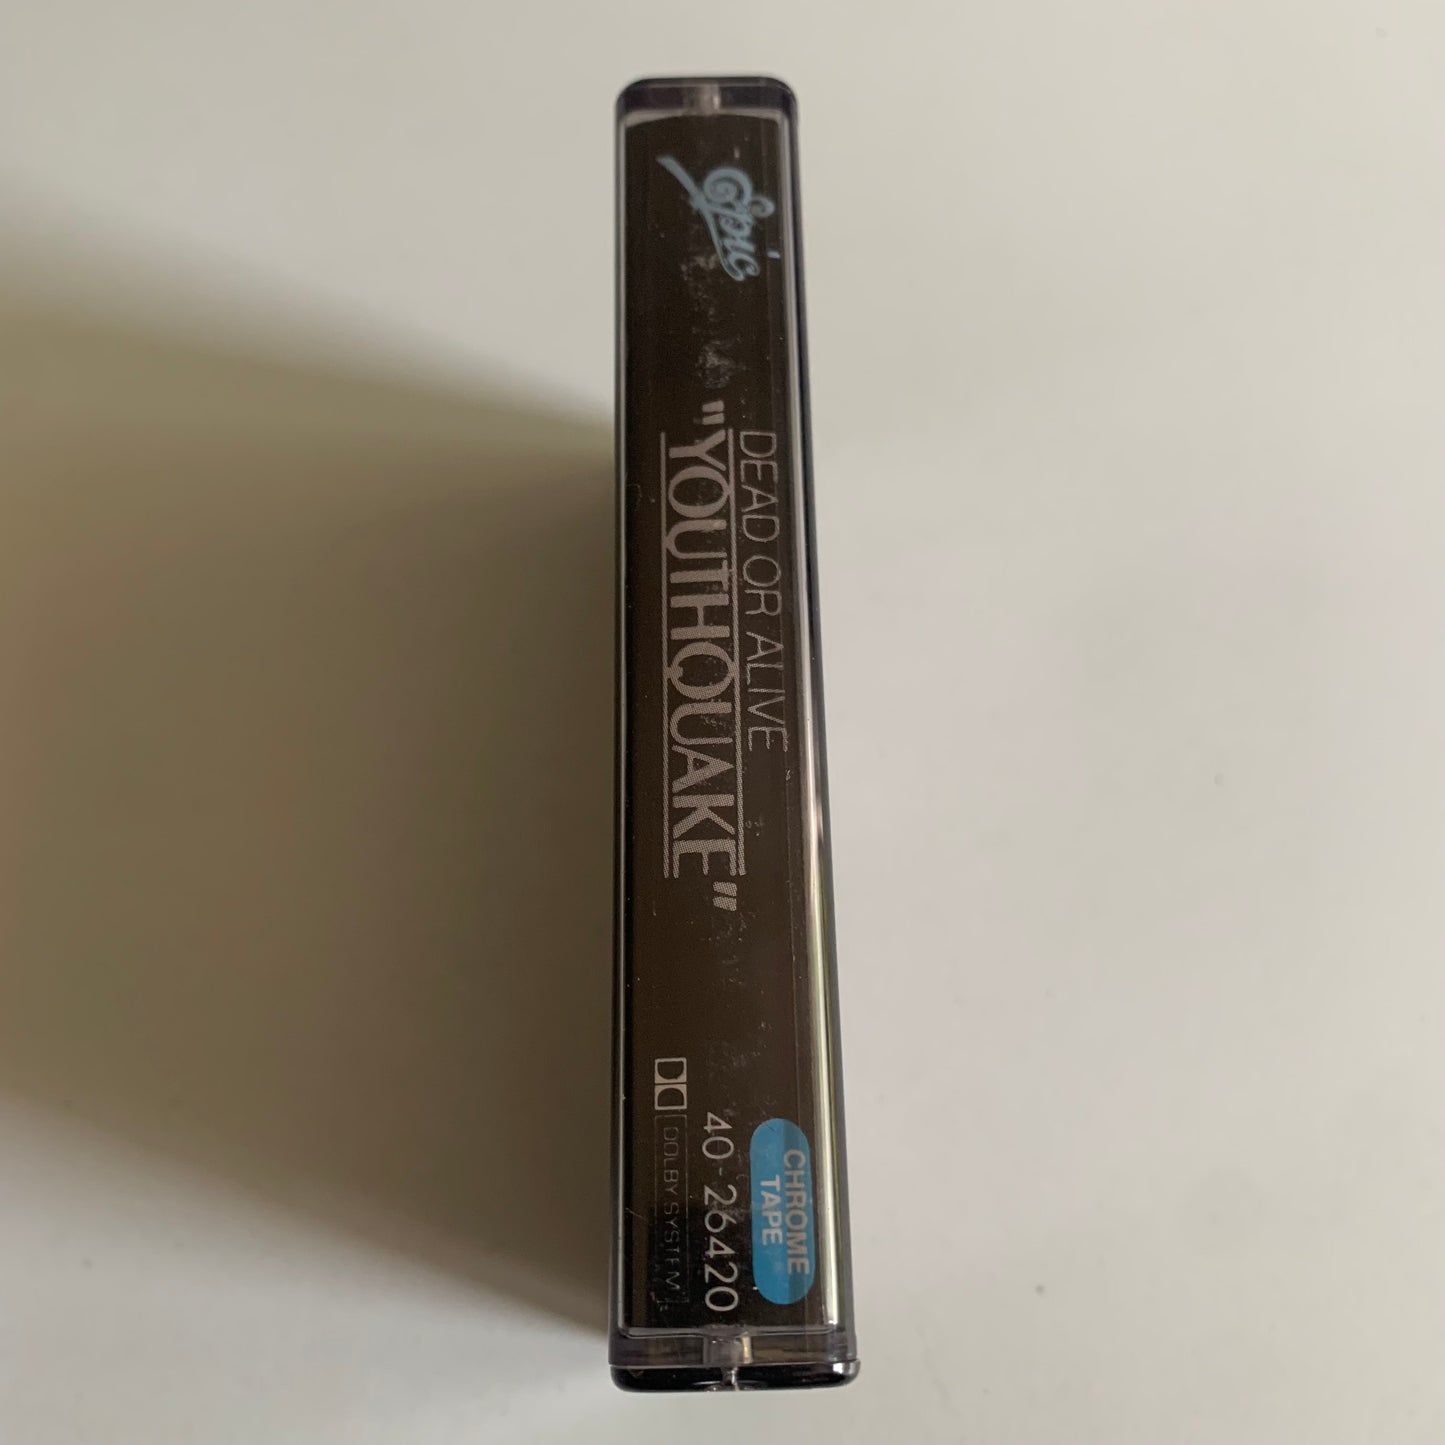 Epic
DEAD OR ALIVE
"YOUTHQUAKE"
CHROME
TAPE
40-26420
DOLBY SYSTEM